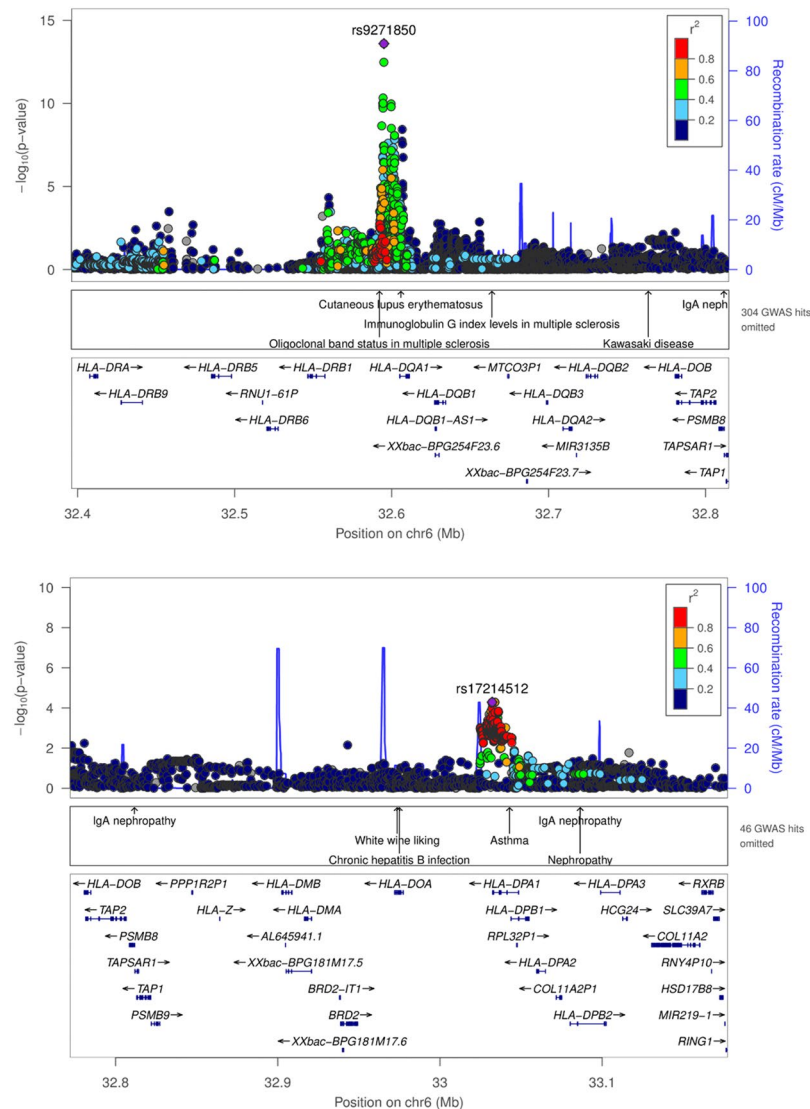 rs9271850
− log10(p−value)
15
10
5
0
r2
0.8
0.6
0.4
0.2
100
80
60
40
20
0
Recombination rate (cM/Mb)
Cutaneous lupus erythematosus
IgA neph
Immunoglobulin G index levels in multiple sclerosis
Oligoclonal band status in multiple sclerosis
Kawasaki disease
304 GWAS hits
omitted
HLA−DRA→ ←HLA−DRB5 ←HLA−DRB1 HLA−DQA1→ ←MTCO3P1 ←HLA−DQB2 ←HLA−DOB
←HLA−DRB9 ←RNU1−61P ←HLA−DQB1 ←HLA−DQB3 ←TAP2
←HLA−DRB6 HLA−DQB1−AS1→ HLA−DQA2→ ←PSMB8
←XXbac−BPG254F23.6 ←MIR3135B TAPSAR1→
XXbac−BPG254F23.7→ ←TAP1
32.4 32.5 32.6 32.7 32.8
Position on chr6 (Mb)
rs17214512
− log10(p−value)
10
8
6
4
2
0
r2
0.8
0.6
0.4
0.2
100
80
60
40
20
0
Recombination rate (cM/Mb)
IgA nephropathy IgA nephropathy
White wine liking Asthma
Chronic hepatitis B infection Nephropathy
46 GWAS hits
omitted
←HLA−DOB ←PPP1R2P1 ←HLA−DMB ←HLA−DOA ←HLA−DPA1 ←HLA−DPA3 ←RXRB
←TAP2 HLA−Z→ ←HLA−DMA HLA−DPB1→ HCG24→ SLC39A7→
←PSMB8 ←AL645941.1 RPL32P1→ ←COL11A2
TAPSAR1→ ←XXbac−BPG181M17.5 ←HLA−DPA2 RNY4P10→
←TAP1 BRD2−IT1→ ←COL11A2P1 HSD17B8→
PSMB9→ BRD2→ HLA−DPB2→ MIR219−1→
←XXbac−BPG181M17.6 RING1→
32.8 32.9 33 33.1
Position on chr6 (Mb)